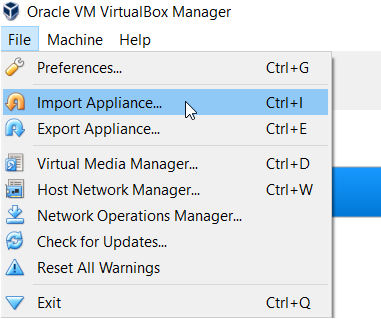 Oracle VM VirtualBox Manager
File Machine Help
Preferences... Ctrl+G
Import Appliance... Ctrl+I
Export Appliance... Ctrl+E
Virtual Media Manager... Ctrl+D
Host Network Manager... Ctrl+W
Network Operations Manager...
Check for Updates...
Reset All Warnings
Exit Ctrl+Q